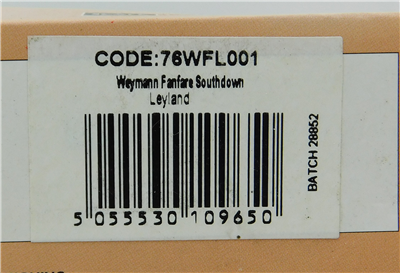 CODE:76WFL001
Weymann Fanfare Southdown
Leyland
5 055530 109650
BATCH 28852